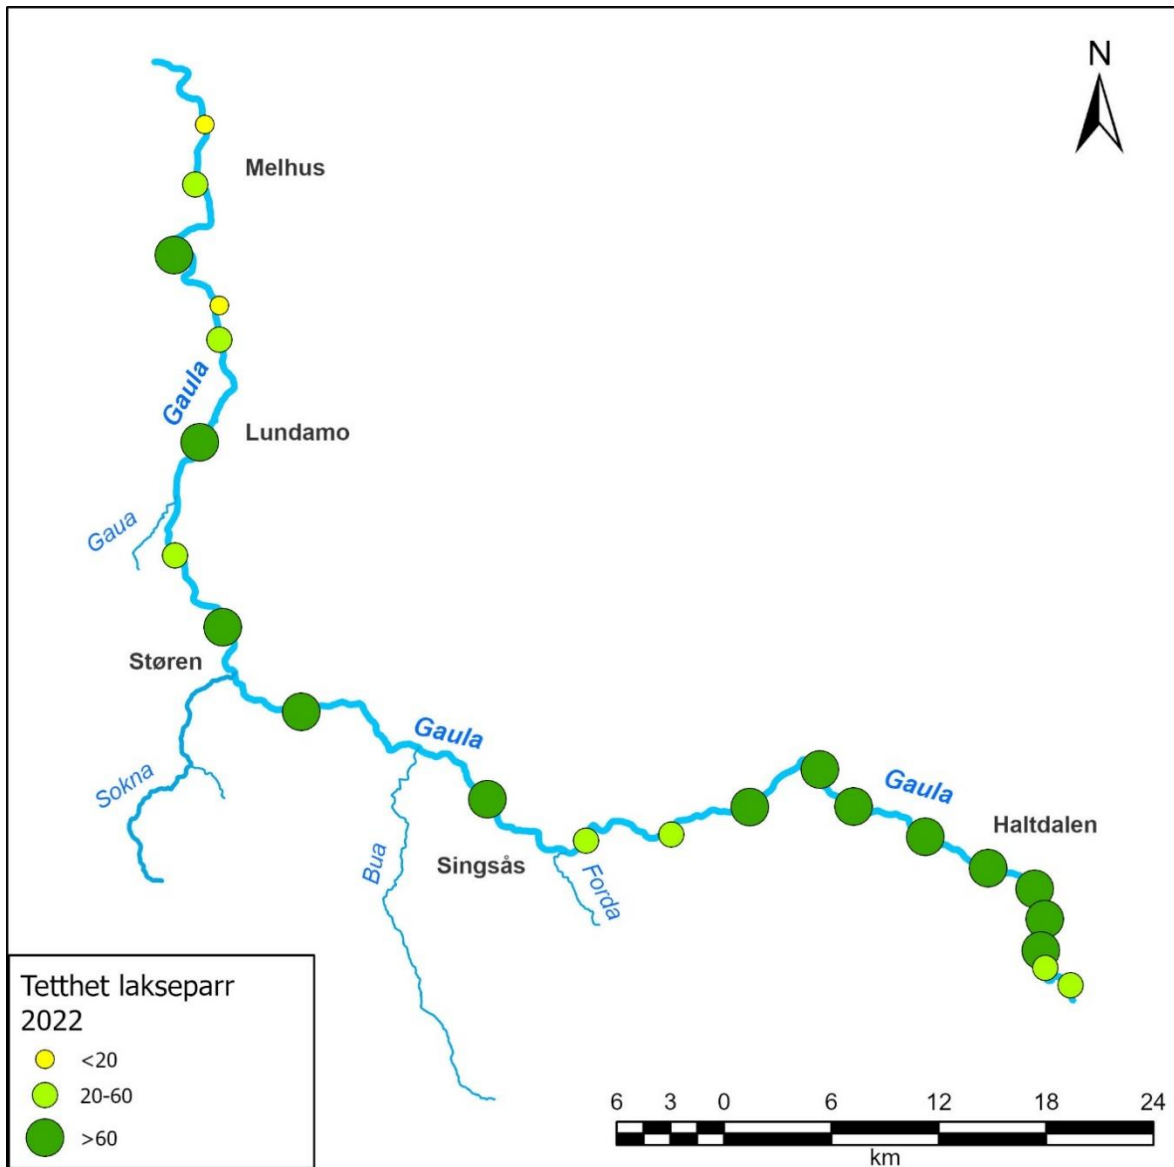 N
Melhus
Gaula
Lundamo
Gaua
Støren
Gaula
Sokna
Gaula
Haltdalen
Bua
Singsås
Forda
Tetthet lakseparr
2022
<20
20-60
>60
6 3 0 6 12 18 24
km